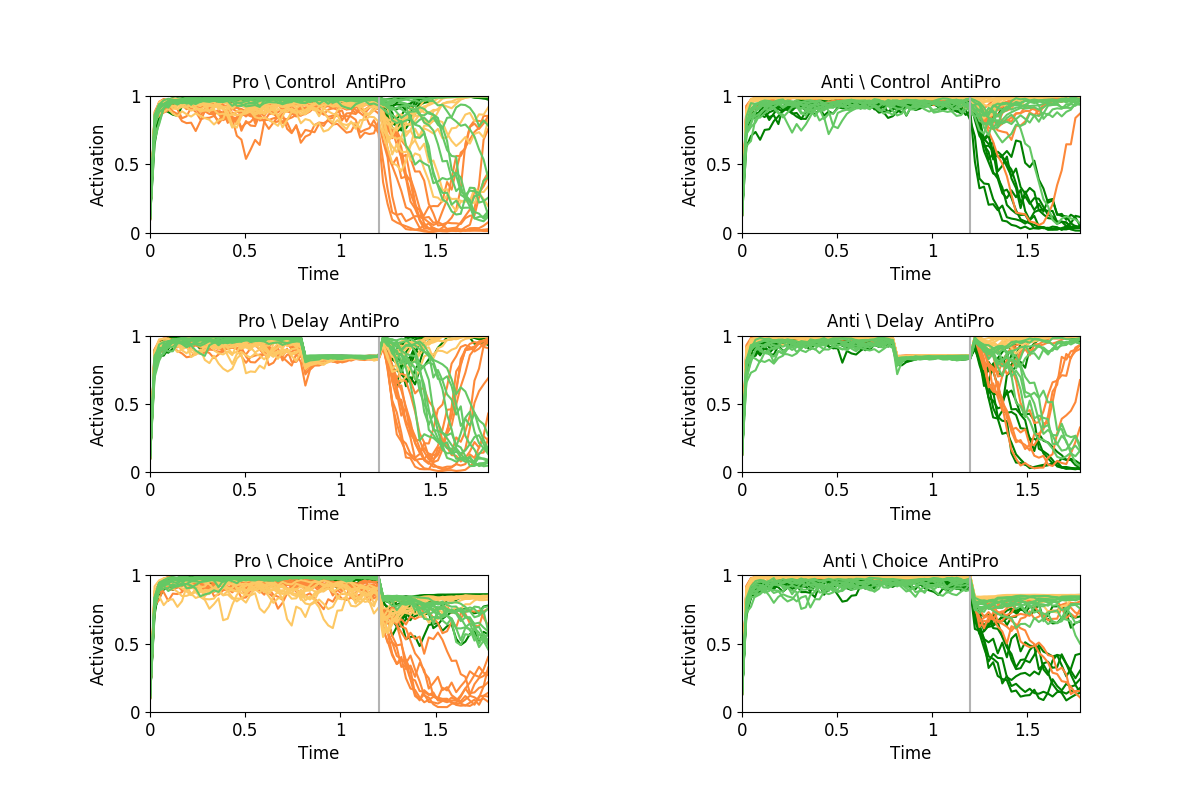 Pro \ Control  AntiPro
1
0.5
0
Activation
0
0.5
1
1.5
Time
Anti \ Control  AntiPro
1
0.5
0
Activation
0
0.5
1
1.5
Time
Pro \ Delay  AntiPro
1
0.5
0
Activation
0
0.5
1
1.5
Time
Anti \ Delay  AntiPro
1
0.5
0
Activation
0
0.5
1
1.5
Time
Pro \ Choice  AntiPro
1
0.5
0
Activation
0
0.5
1
1.5
Time
Anti \ Choice  AntiPro
1
0.5
0
Activation
0
0.5
1
1.5
Time